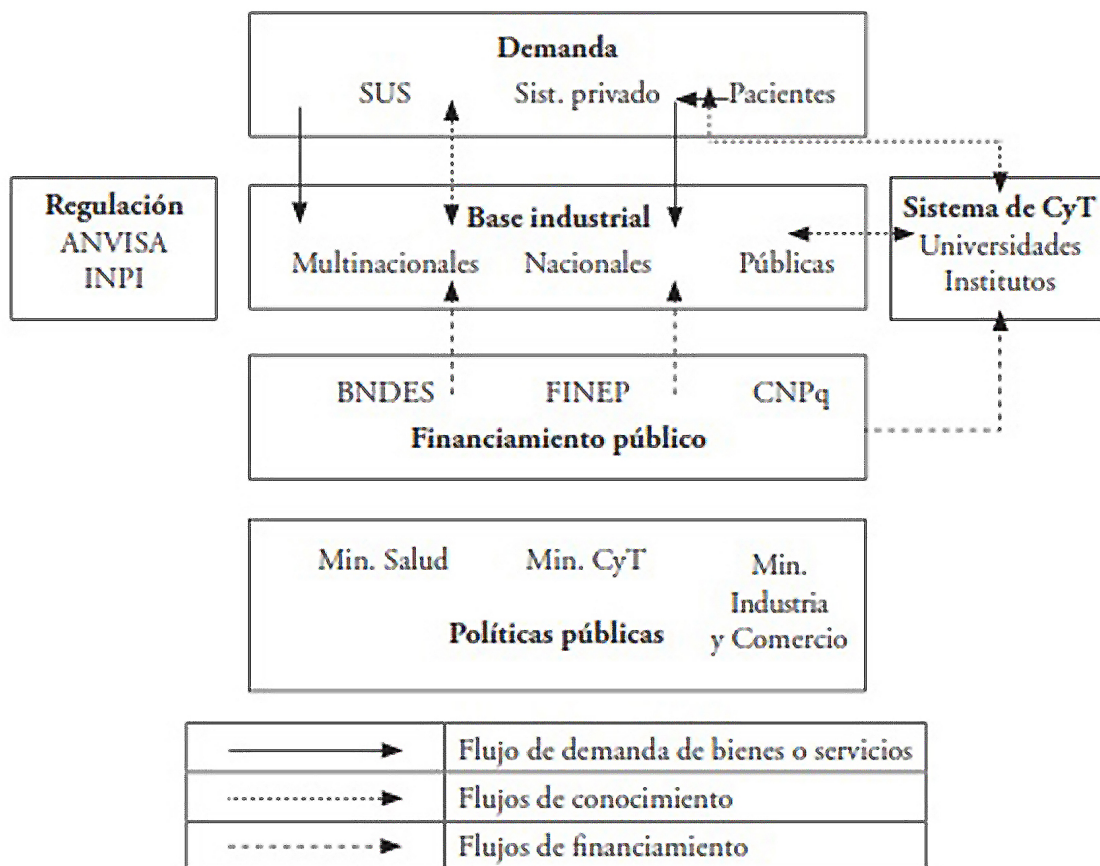 Demanda
SUS Sist. privado Pacientes
Regulación
ANVISA
INPI
Base industrial
Multinacionales Nacionales Públicas
Sistema de CyT
Universidades
Institutos
BNDES FINEP CNPq
Financiamiento público
Min. Salud Min. CyT Min.
Industria
Políticas públicas y Comercio
Flujo de demanda de bienes o servicios
Flujos de conocimiento
Flujos de financiamiento